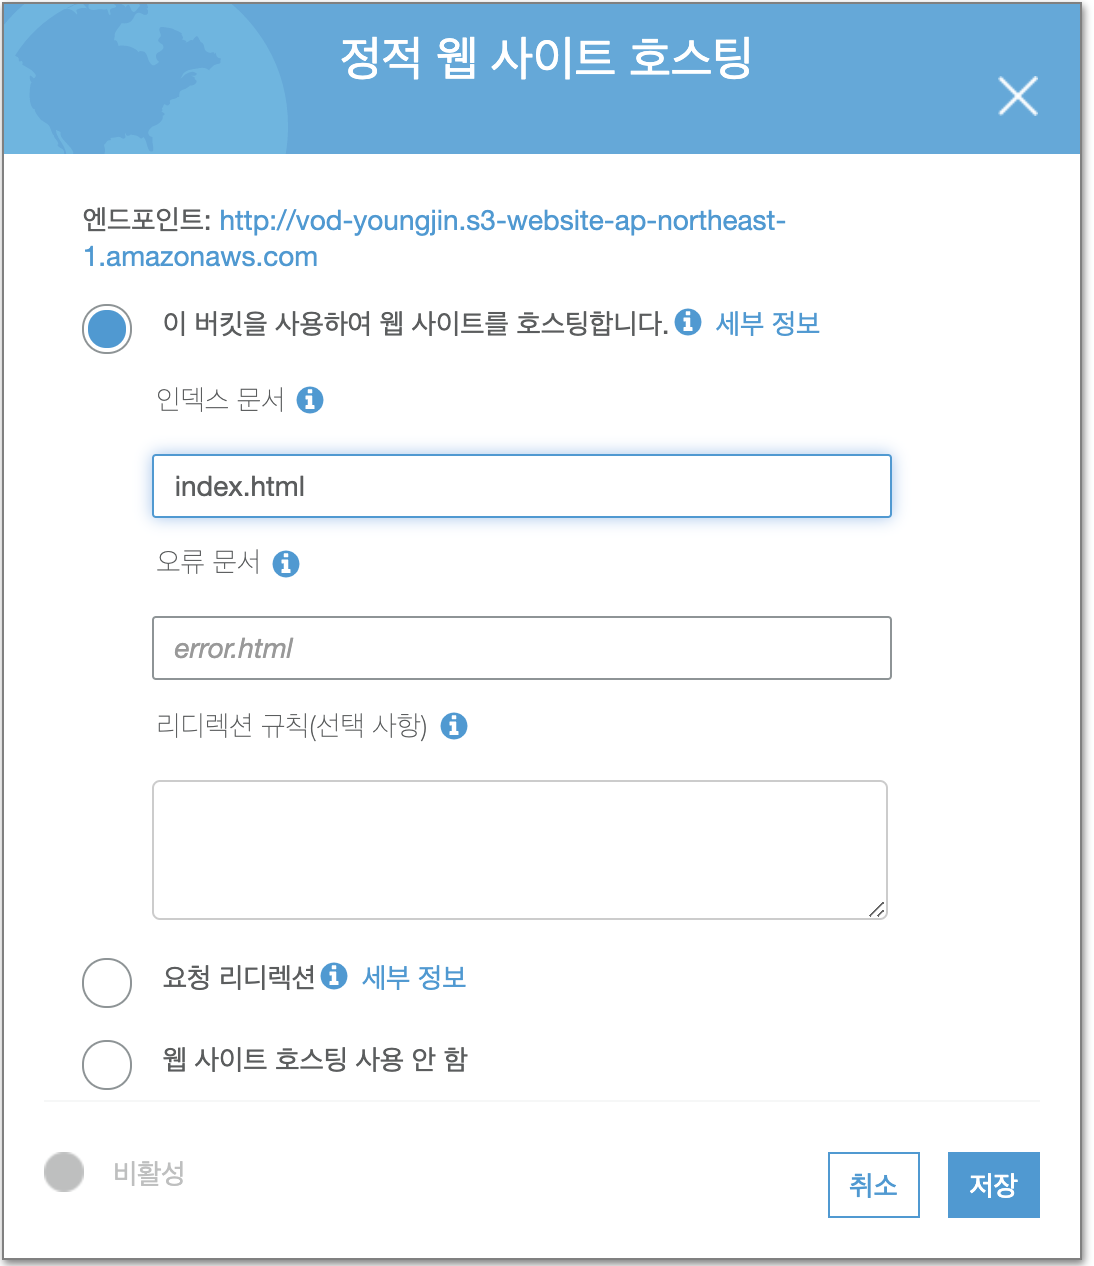 정적 웹 사이트 호스팅
엔드포인트: http://vod-youngjin.s3-website-ap-northeast-
1.amazonaws.com
이 버킷을 사용하여 웹 사이트를 호스팅합니다. 세부 정보
인덱스 문서
index.html
오류 문서
error.html
리디렉션 규칙(선택 사항)
요청 리디렉션 세부 정보
웹 사이트 호스팅 사용 안 함
비활성
취소
저장